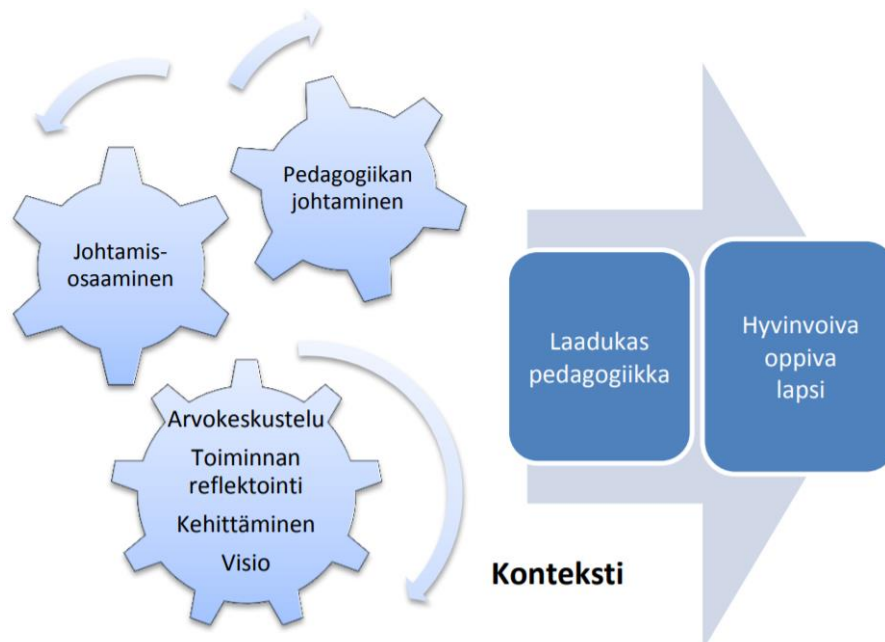 Pedagogiikan
johtaminen
Johtamis-
osaaminen
Arvokeskustelu
Toiminnan
reflektointi
Kehittäminen
Visio
Laadukas
pedagogiikka
Hyvinvoiva
oppiva
lapsi
Konteksti